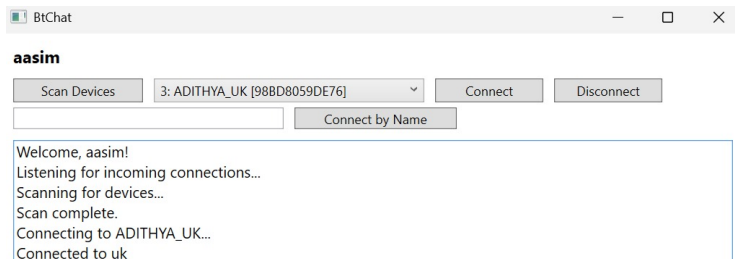 BtChat
aasim
Scan Devices 3: ADITHYA_UK [98BD8059DE76] Connect Disconnect
Connect by Name
Welcome, aasim!
Listening for incoming connections...
Scanning for devices...
Scan complete.
Connecting to ADITHYA_UK...
Connected to uk